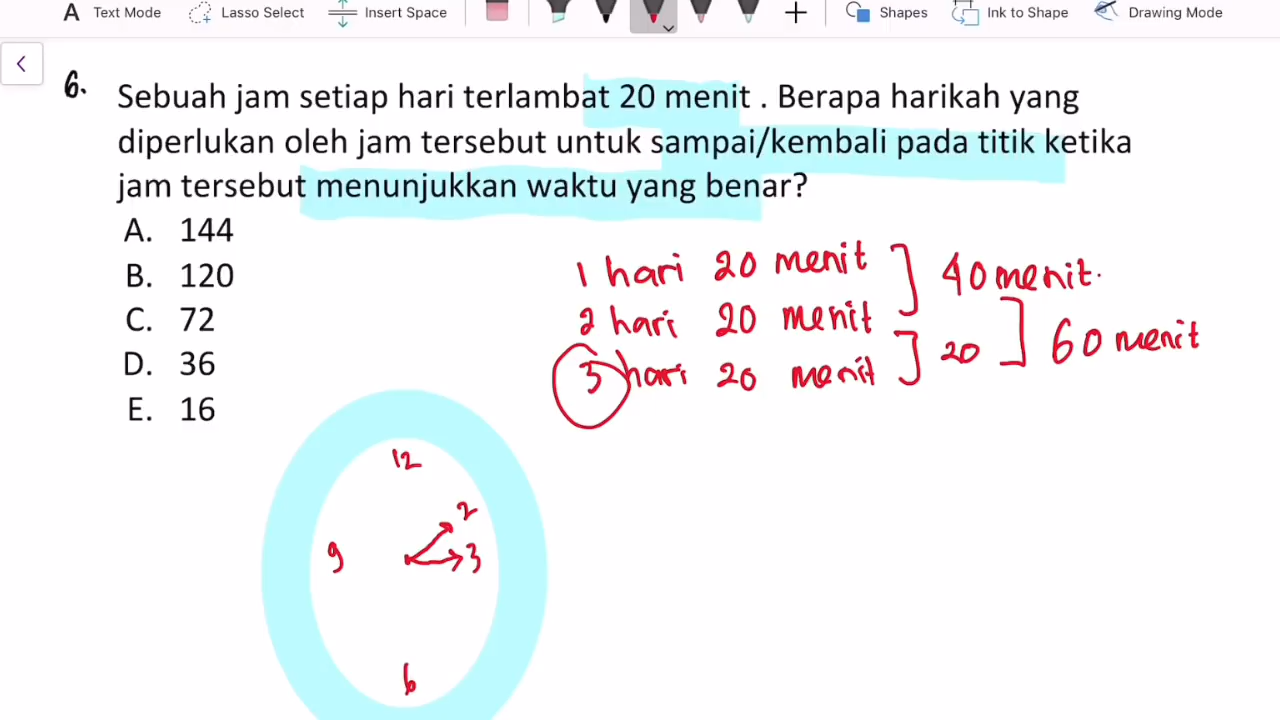 A Text Mode Lasso Select Insert Space Shapes Ink to Shape Drawing Mode
6.
Sebuah jam setiap hari terlambat 20 menit . Berapa harikah yang
diperlukan oleh jam tersebut untuk sampai/kembali pada titik ketika
jam tersebut menunjukkan waktu yang benar?
A. 144
B. 120
C. 72
D. 36
E. 16
1 hari 20 menit
2 hari 20 menit
3 hari 20 menit
40 menit.
20
60 menit
12
2
9
3
6